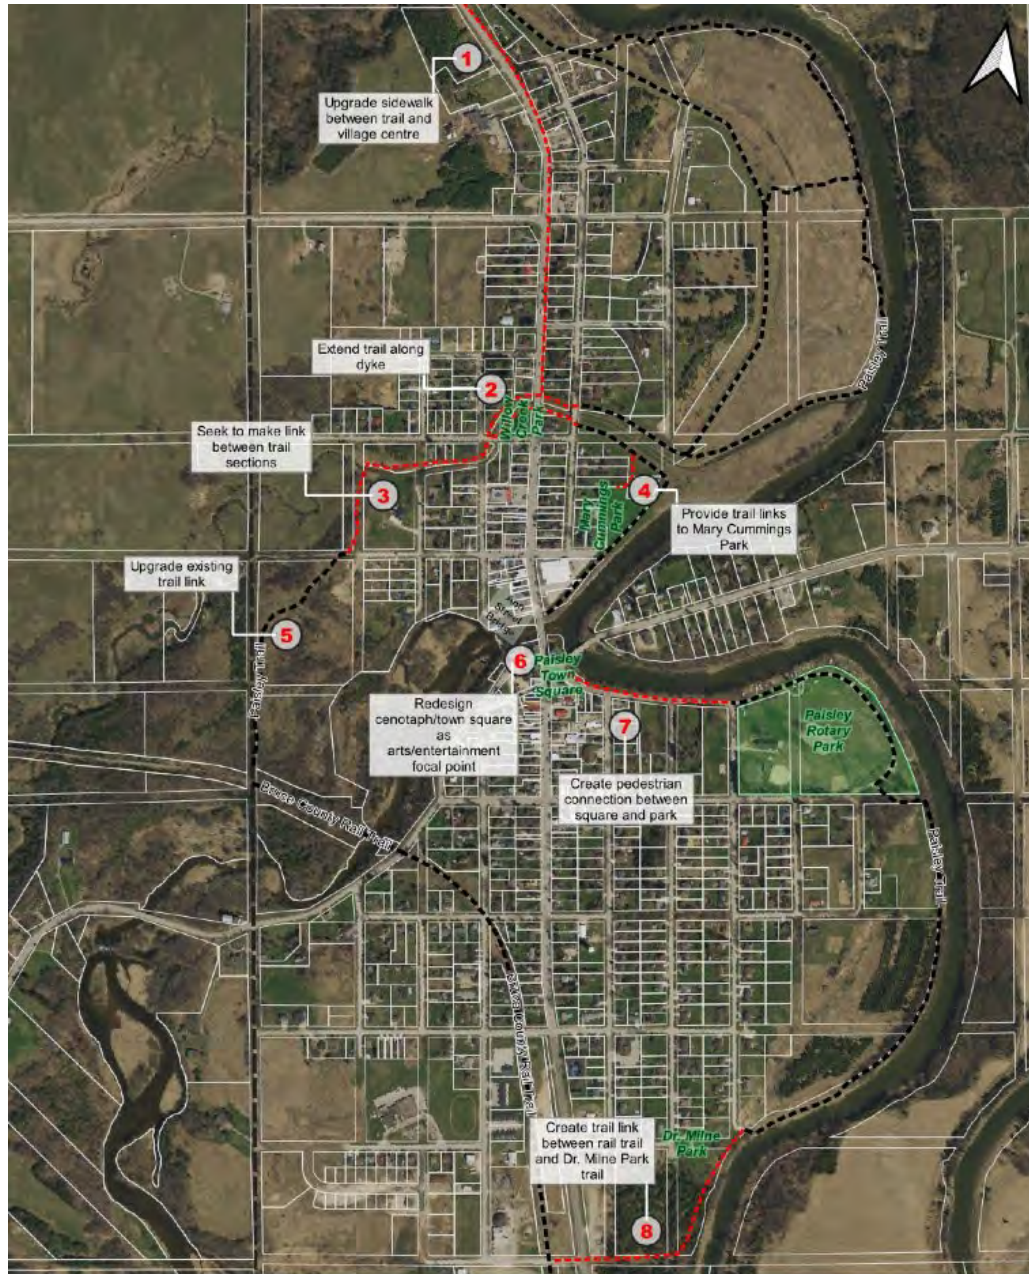 1
Upgrade sidewalk
between trail and
village centre
Paisley Trail
Extend trail along
dyke
2
Willow
Creek
Park
Seek to make link
between trail
sections
3
4
Mary
Cummings
Park
Provide trail links
to Mary Cummings
Park
Upgrade existing
trail link
5
Paisley Trail
6
Paisley
Town
Square
Redesign
cenotaph/town square
as
arts/entertainment
focal point
7
Paisley
Rotary
Park
Create pedestrian
connection between
square and park
Bruce County Rail Trail
Paisley Trail
Bruce County Rail Trail
Create trail link
between rail trail
and Dr. Milne Park
trail
Dr. Milne
Park
8